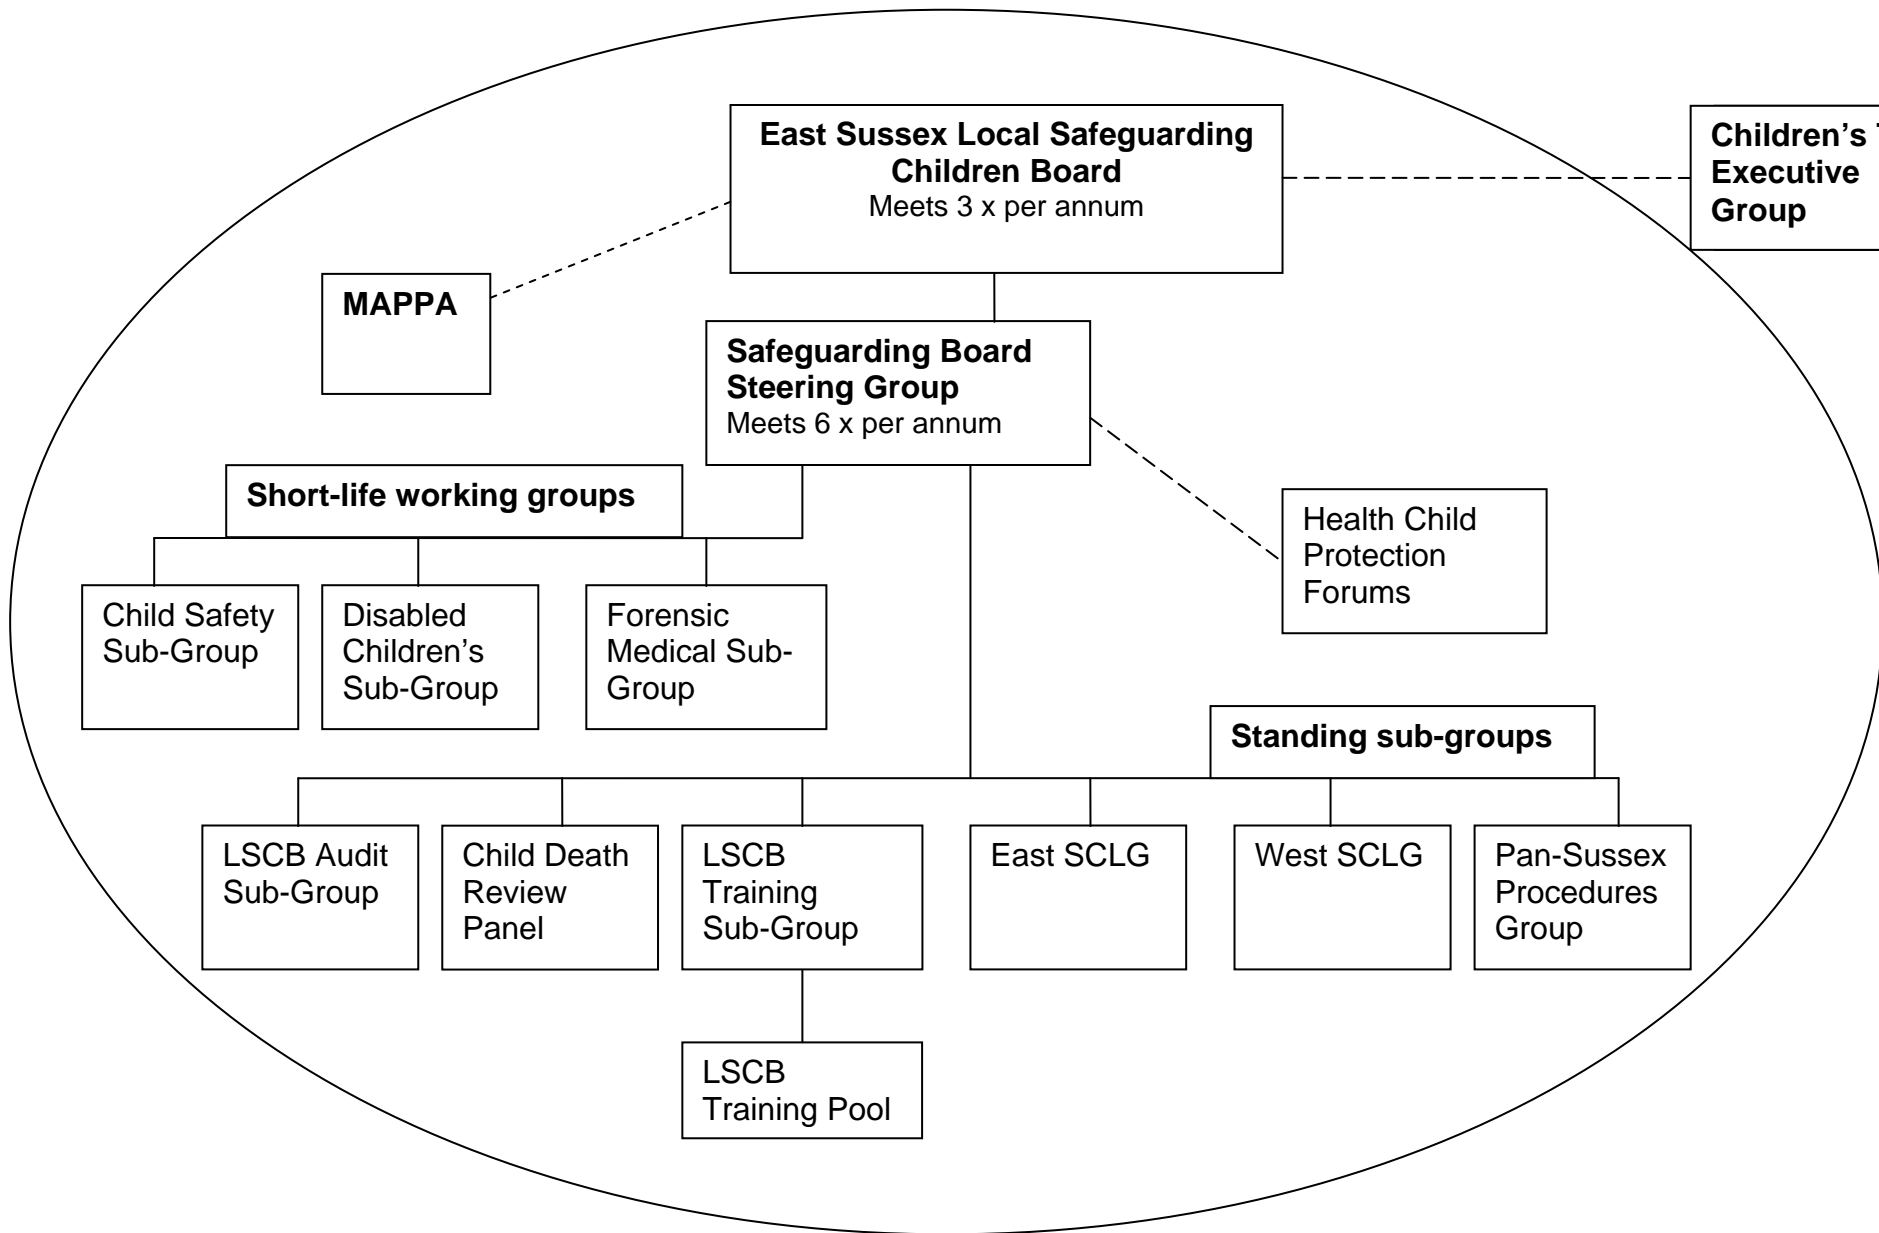 East Sussex Local Safeguarding
Children Board
Meets 3 x per annum
Children’s
Executive
Group
MAPPA
Safeguarding Board
Steering Group
Meets 6 x per annum
Short-life working groups
Health Child
Protection
Forums
Child Safety
Sub-Group
Disabled
Children’s
Sub-Group
Forensic
Medical Sub-
Group
Standing sub-groups
LSCB Audit
Sub-Group
Child Death
Review
Panel
LSCB
Training
Sub-Group
East SCLG
West SCLG
Pan-Sussex
Procedures
Group
LSCB
Training Pool